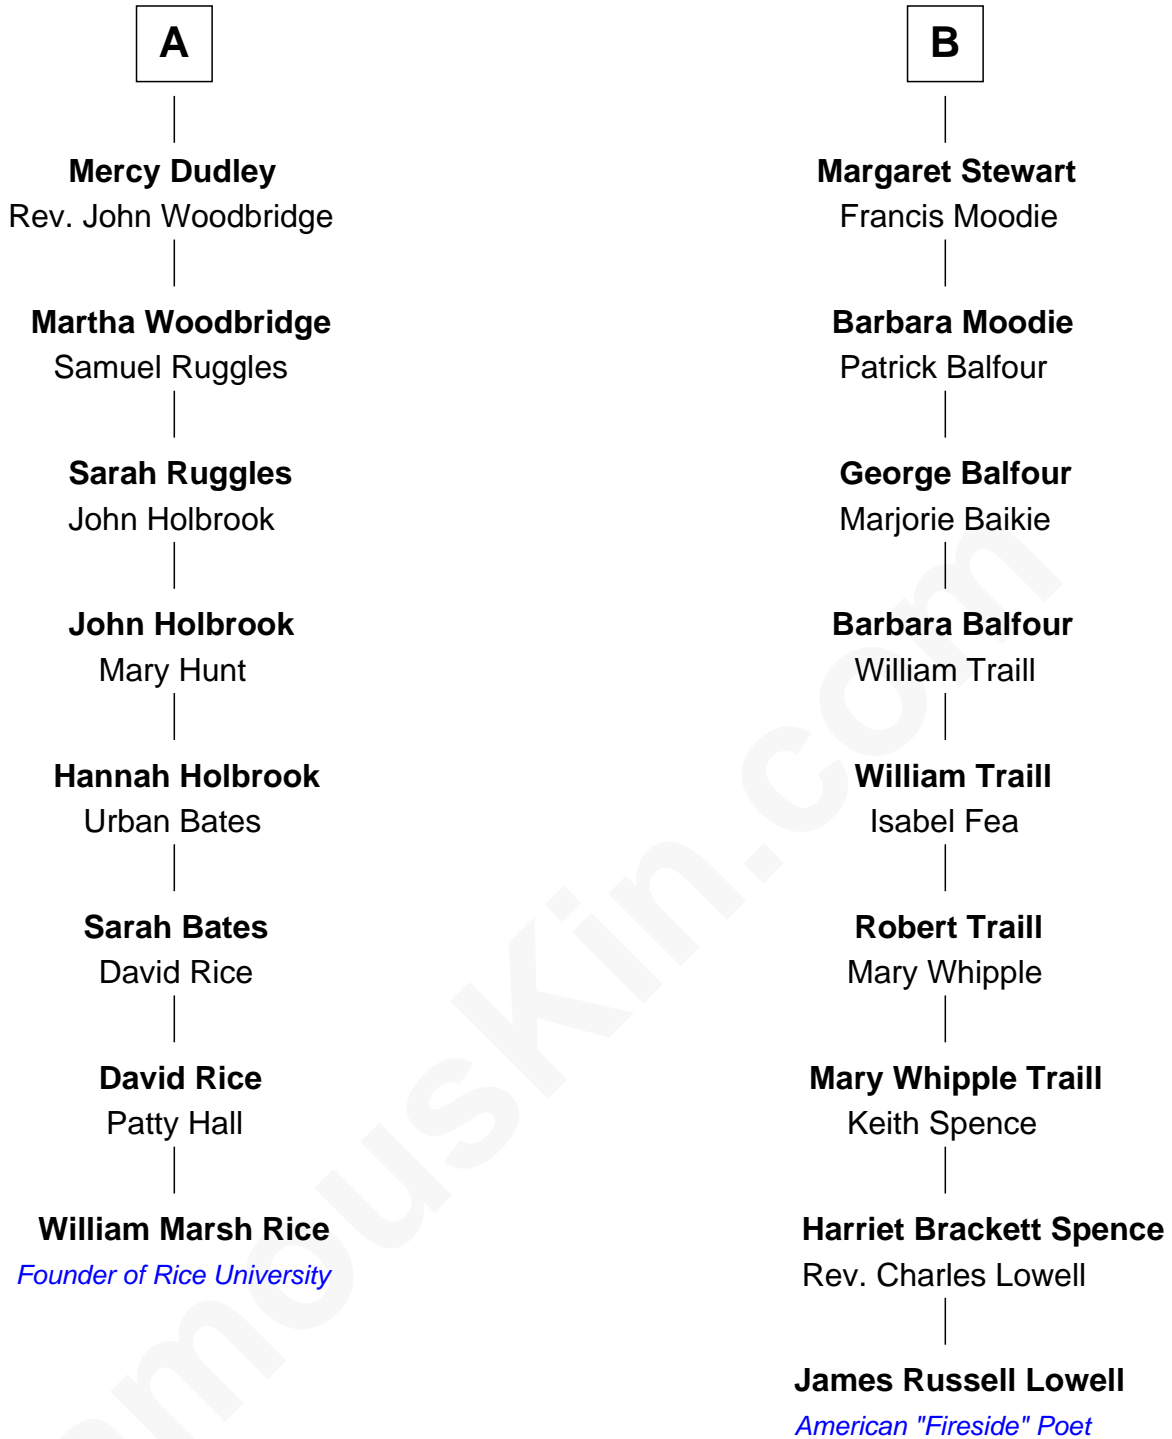 A
Mercy Dudley
Rev. John Woodbridge
Martha Woodbridge
Samuel Ruggles
Sarah Ruggles
John Holbrook
John Holbrook
Mary Hunt
Hannah Holbrook
Urban Bates
Sarah Bates
David Rice
David Rice
Patty Hall
William Marsh Rice
Founder of Rice University
B
Margaret Stewart
Francis Moodie
Barbara Moodie
Patrick Balfour
George Balfour
Marjorie Baikie
Barbara Balfour
William Traill
William Traill
Isabel Fea
Robert Traill
Mary Whipple
Mary Whipple Traill
Keith Spence
Harriet Brackett Spence
Rev. Charles Lowell
James Russell Lowell
American "Fireside" Poet
amouskin.com